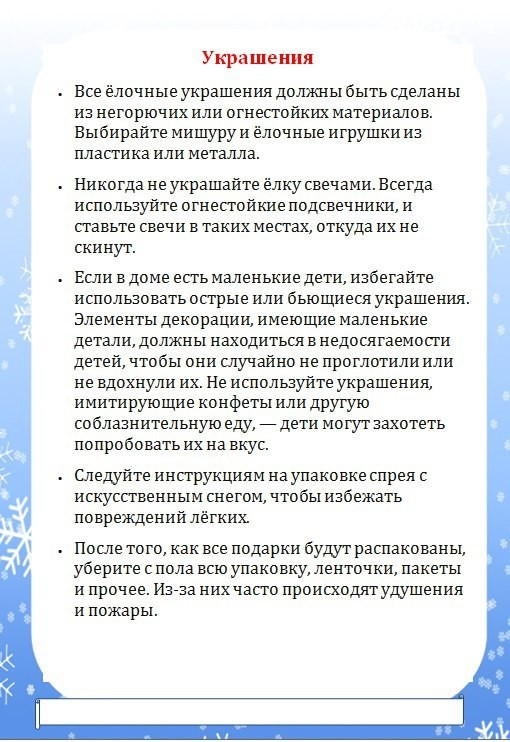 Украшения
• Все ёлочные украшения должны быть сделаны
из негорючих или огнестойких материалов.
Выбирайте мишуру и ёлочные игрушки из
пластика или металла.
• Никогда не украшайте ёлку свечами. Всегда
используйте огнестойкие подсвечники, и
ставьте свечи в таких местах, откуда их не
скинут.
• Если в доме есть маленькие дети, избегайте
использовать острые или бьющиеся украшения.
Элементы декорации, имеющие маленькие
детали, должны находиться в недосягаемости
детей, чтобы они случайно не проглотили или
не вдохнули их. Не используйте украшения,
имитирующие конфеты или другую
соблазнительную еду, — дети могут захотеть
попробовать их на вкус.
• Следуйте инструкциям на упаковке спрея с
искусственным снегом, чтобы избежать
повреждений лёгких.
• После того, как все подарки будут распакованы,
уберите с пола всю упаковку, ленточки, пакеты
и прочее. Из-за них часто происходят удушения
и пожары.